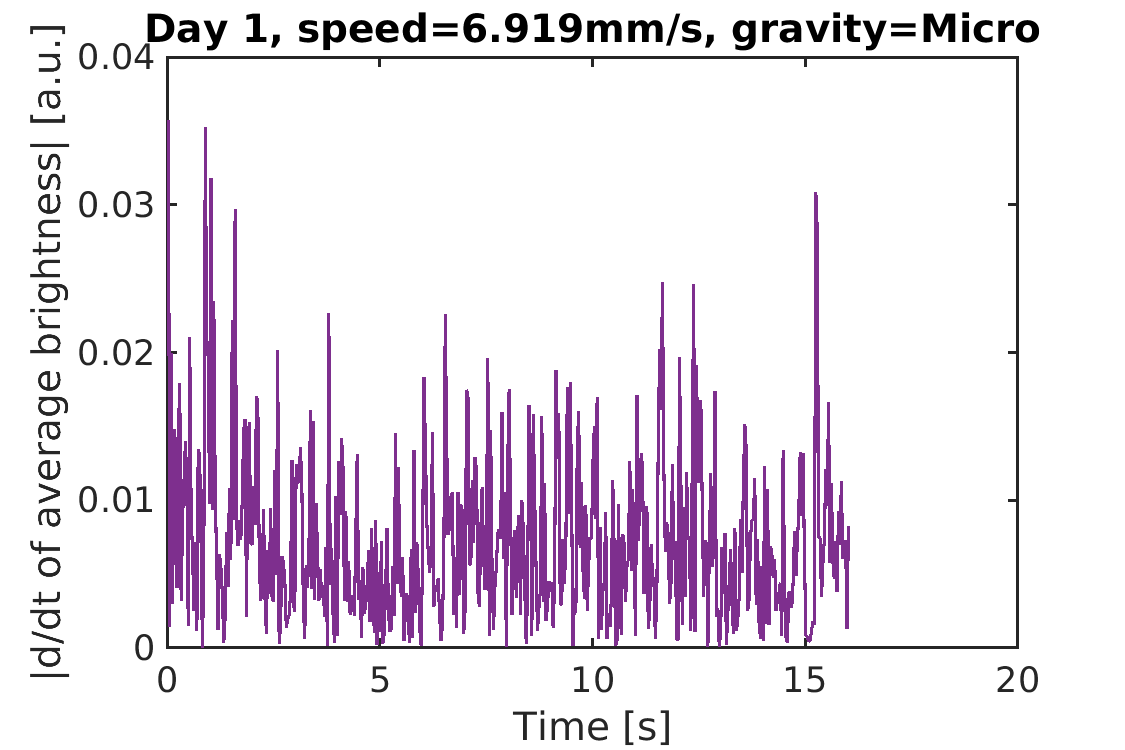 Day 1, speed=6.919mm/s, gravity=Micro
|d/dt of average brightness| [a.u.]
0.04
0.03
0.02
0.01
0
0 5 10 15 20
Time [s]